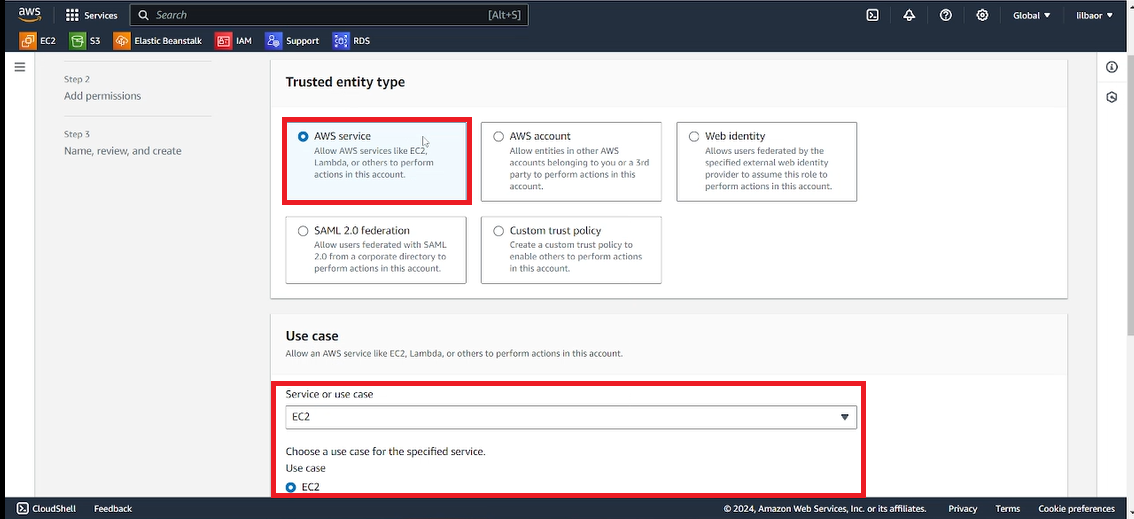 aws
Services
Search
[Alt+S]
Global
lilbaor
EC2
S3
Elastic Beanstalk
IAM
Support
RDS
Step 2
Add permissions
Step 3
Name, review, and create
Trusted entity type
AWS service
Allow AWS services like EC2,
Lambda, or others to perform
actions in this account.
AWS account
Allow entities in other AWS
accounts belonging to you or a 3rd
party to perform actions in this
account.
Web identity
Allows users federated by the
specified external web identity
provider to assume this role to
perform actions in this account.
SAML 2.0 federation
Allow users federated with SAML
2.0 from a corporate directory to
perform actions in this account.
Custom trust policy
Create a custom trust policy to
enable others to perform actions
in this account.
Use case
Allow an AWS service like EC2, Lambda, or others to perform actions in this account.
Service or use case
EC2
Choose a use case for the specified service.
Use case
EC2
CloudShell
Feedback
© 2024, Amazon Web Services, Inc. or its affiliates.
Privacy
Terms
Cookie preferences